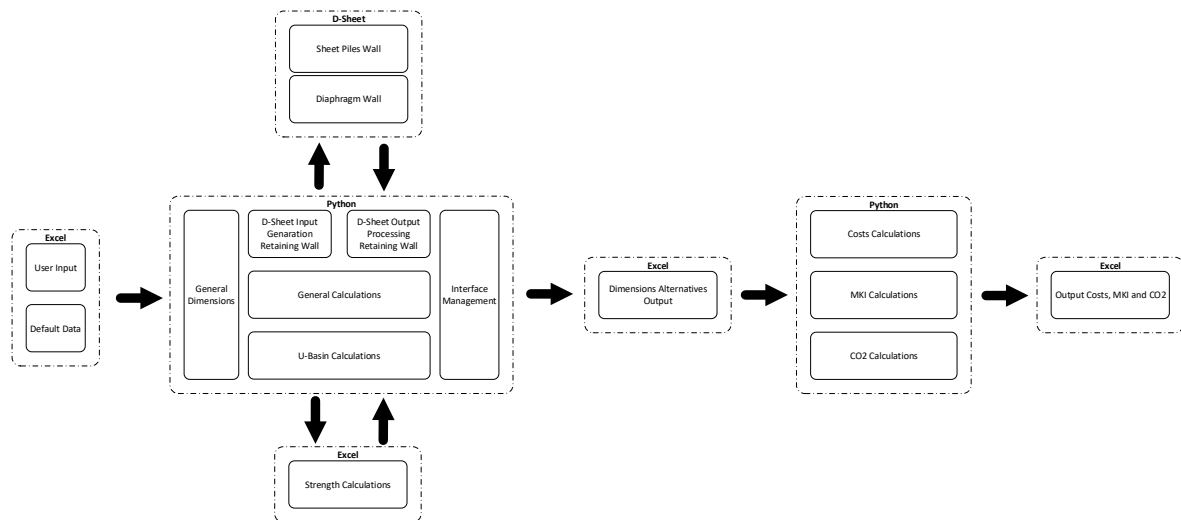 D-Sheet
Sheet Piles Wall
Diaphragm Wall
Excel
User Input
Default Data
Python
General
Dimensions
D-Sheet Input
Genaration
Retaining Wall
D-Sheet Output
Processing
Retaining Wall
General Calculations
U-Basin Calculations
Interface
Management
Excel
Strength Calculations
Excel
Dimensions Alternatives
Output
Python
Costs Calculations
MKI Calculations
CO2 Calculations
Excel
Output Costs, MKI and CO2